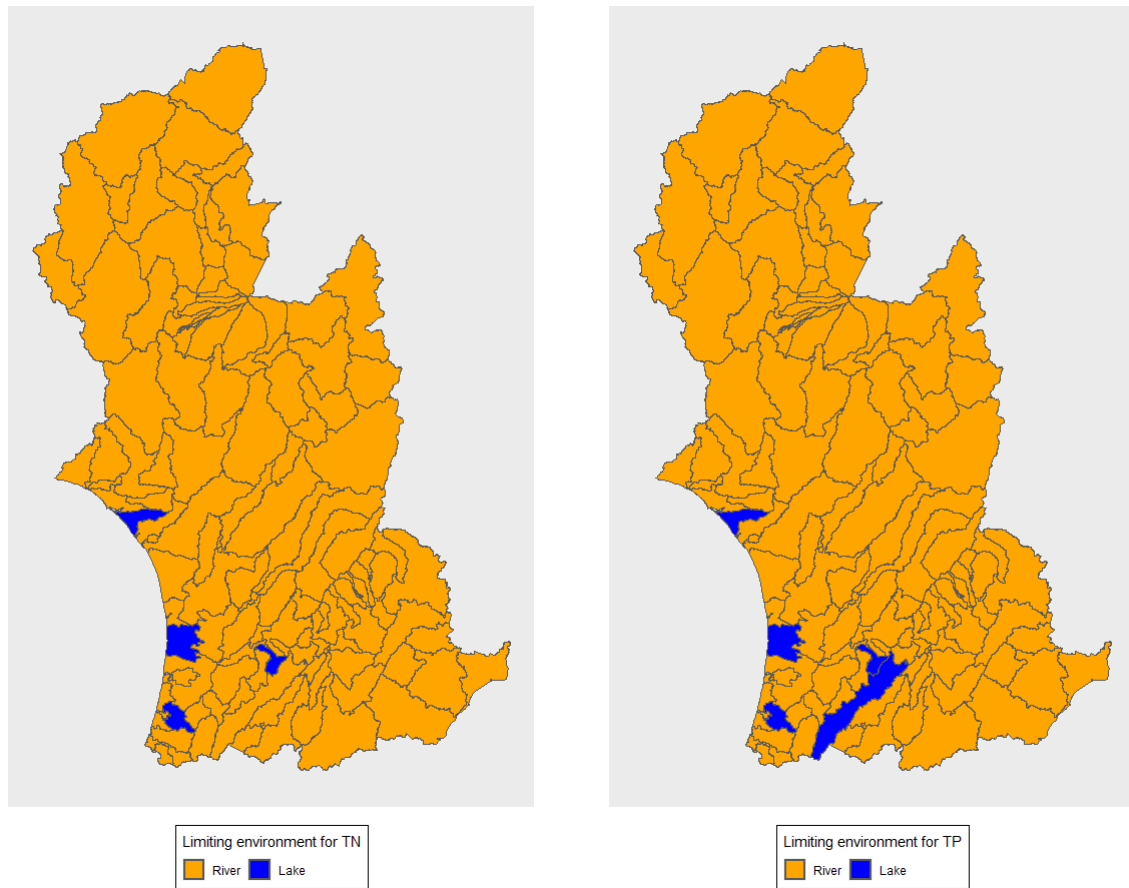 Limiting environment for TN
River Lake
Limiting environment for TP
River Lake